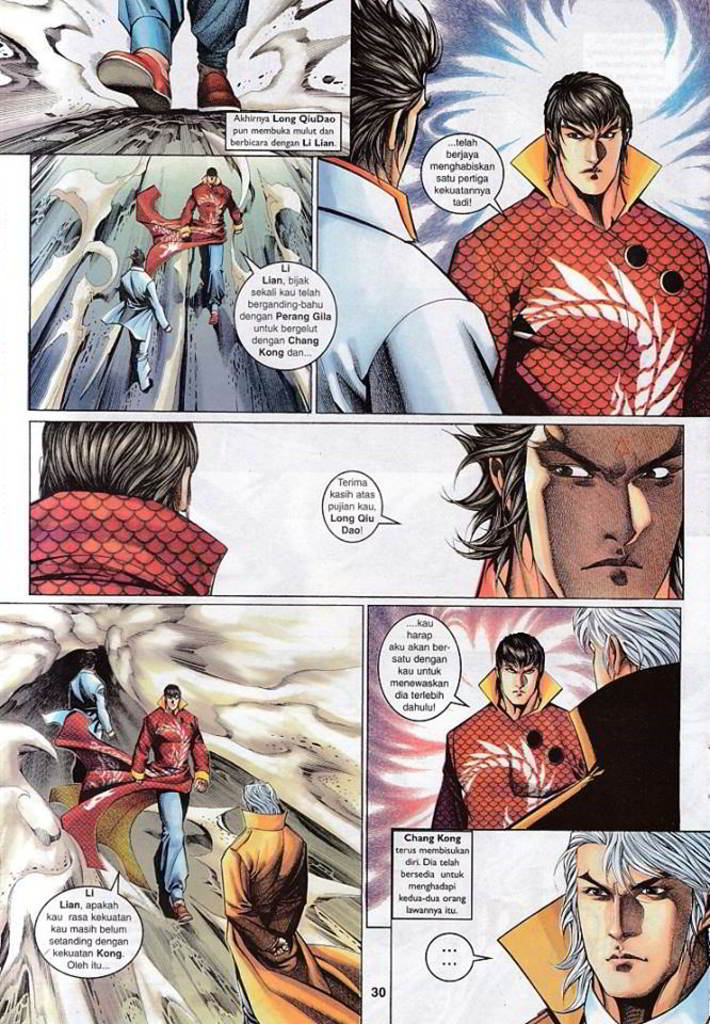 Akhirnya Long QiuDao
pun membuka mulut dan
berbicara dengan Li Lian.
Li
Lian, bijak
sekali kau telah
berganding-bahu
dengan Perang Gila
untuk bergelut
dengan Chang
Kong dan...
...telah
berjaya
menghabiskan
satu pertiga
kekuatannya
tadi!
Terima
kasih atas
pujian kau,
Long Qiu
Dao!
Li
Lian, apakah
kau rasa kekuatan
kau masih belum
setanding dengan
kekuatan Kong.
Oleh itu...
....kau
harap
aku akan ber-
satu dengan
kau untuk
menewaskan
dia terlebih
dahulu!
Chang Kong
terus membisukan
diri. Dia telah
bersedia untuk
menghadapi
kedua-dua orang
lawannya itu.
...
...
30